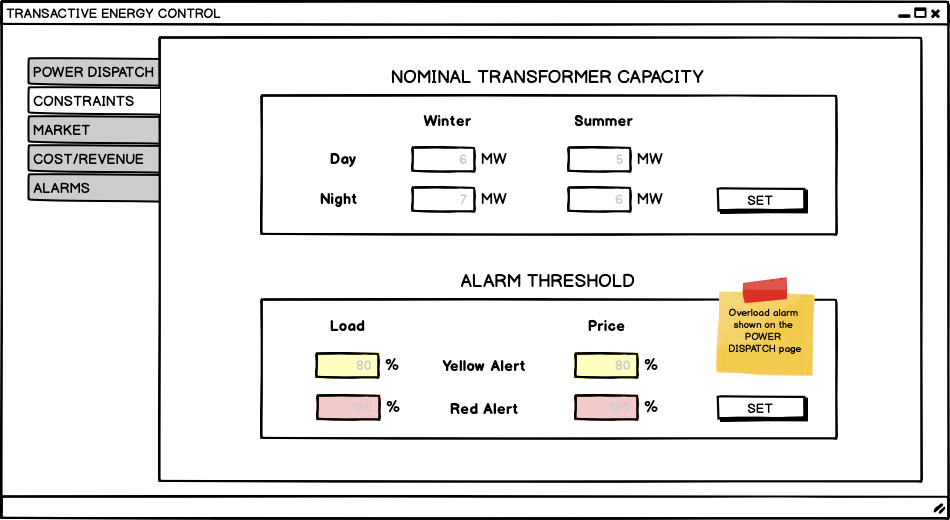 TRANSACTIVE ENERGY CONTROL
POWER DISPATCH
CONSTRAINTS
MARKET
COST/REVENUE
ALARMS
NOMINAL TRANSFORMER CAPACITY
Winter Summer
Day 6 MW 5 MW
Night 7 MW 6 MW SET
ALARM THRESHOLD
Overload alarm
shown on the
POWER
DISPATCH page
Load Price
80 % Yellow Alert 80 %
120 % Red Alert 120 % SET